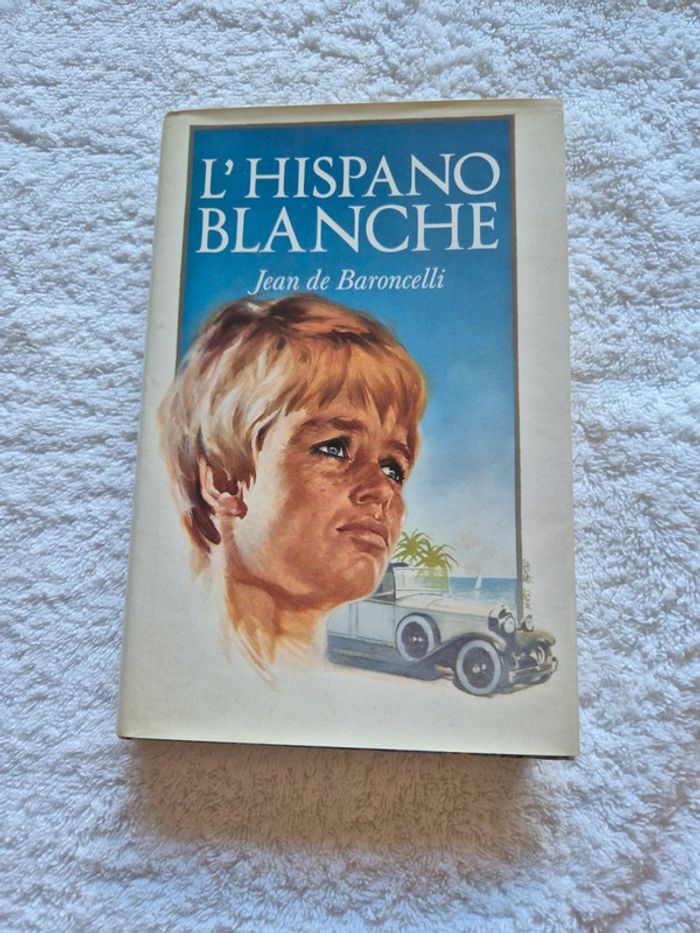 L'HISPANO
BLANCHE
Jean de Baroncelli